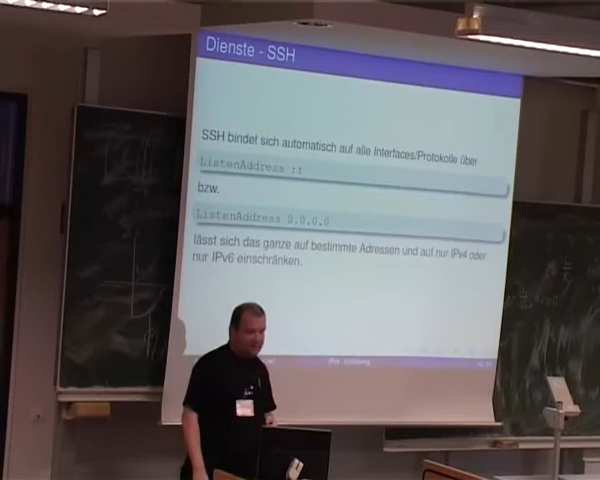 Dienste - SSH
SSH bindet sich automatisch auf alle Interfaces/Protokolle über
ListenAddress ::
bzw.
ListenAddress 0.0.0.0
lässt sich das ganze auf bestimmte Adressen und auf nur IPv4 oder
nur IPv6 einschränken.